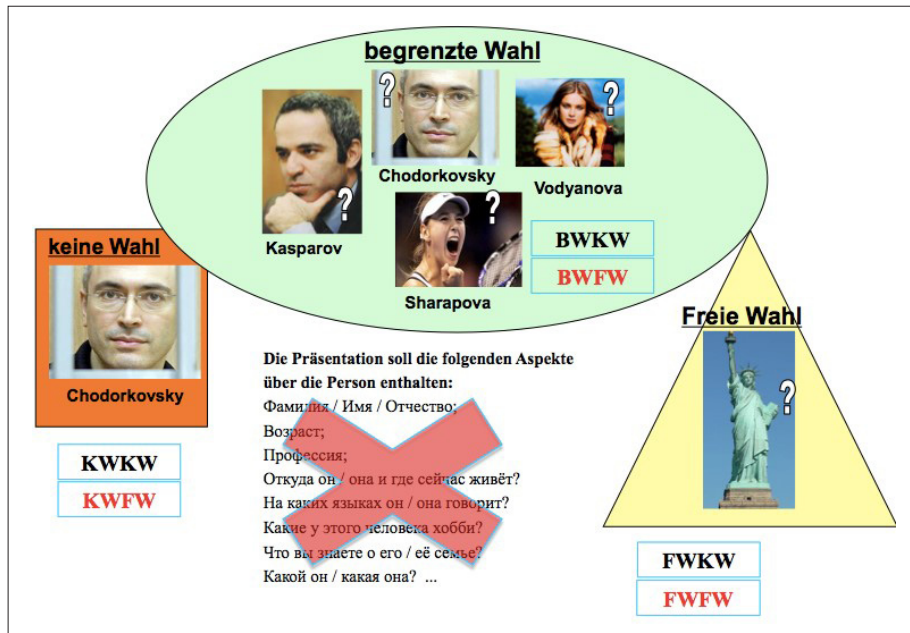 begrenzte Wahl
?
?
Chodorkovsky
Vodyanova
?
?
Kasparov
BWKW
BWFW
Sharapova
keine Wahl
Chodorkovsky
KWKW
KWFW
Freie Wahl
?
FWKW
FWFW
Die Präsentation soll die folgenden Aspekte
über die Person enthalten:
Фамилия / Имя / Отчество;
Возраст;
Профессия;
Откуда он / она и где сейчас живёт?
На каких языках он / она говорит?
Какие у этого человека хобби?
Что вы знаете о его / её семье?
Какой он / какая она? ...